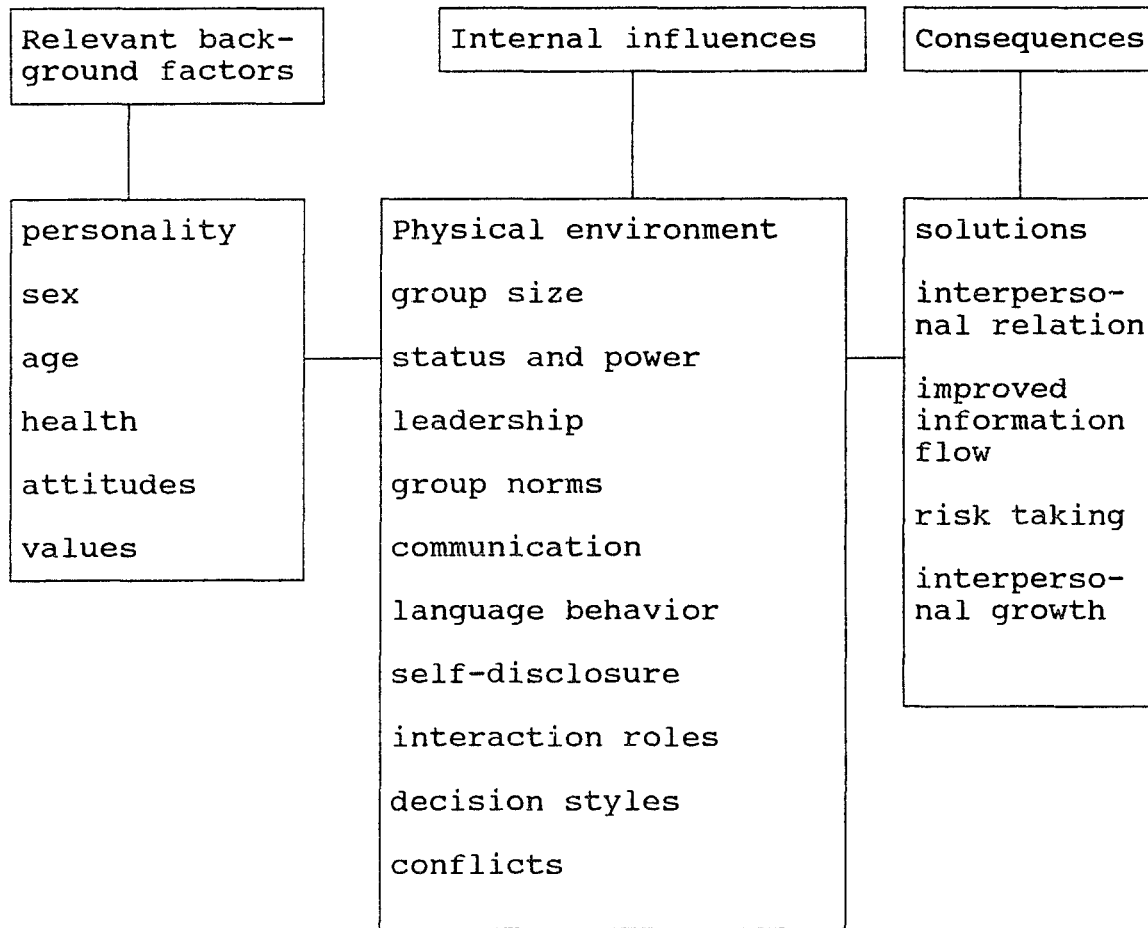 Relevant back-
ground factors
Internal influences
Consequences
personality
sex
age
health
attitudes
values
Physical environment
group size
status and power
leadership
group norms
communication
language behavior
self-disclosure
interaction roles
decision styles
conflicts
solutions
interperso-
nal relation
improved
information
flow
risk taking
interperso-
nal growth